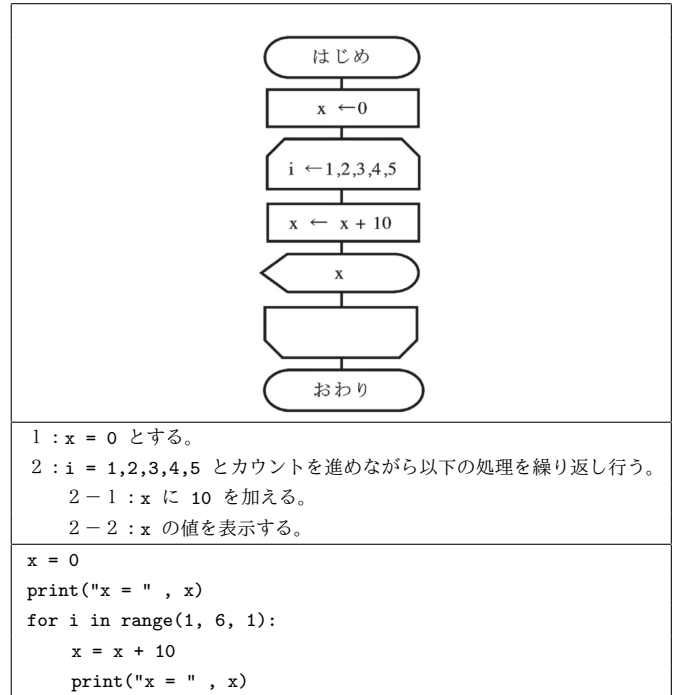 はじめ
x ←0
i ←1,2,3,4,5
x ← x + 10
x
おわり
1：x = 0 とする。
2：i = 1,2,3,4,5 とカウントを進めながら以下の処理を繰り返し行う。
2－1：x に 10 を加える。
2－2：x の値を表示する。
x = 0
print("x = " , x)
for i in range(1, 6, 1):
    x = x + 10
    print("x = " , x)